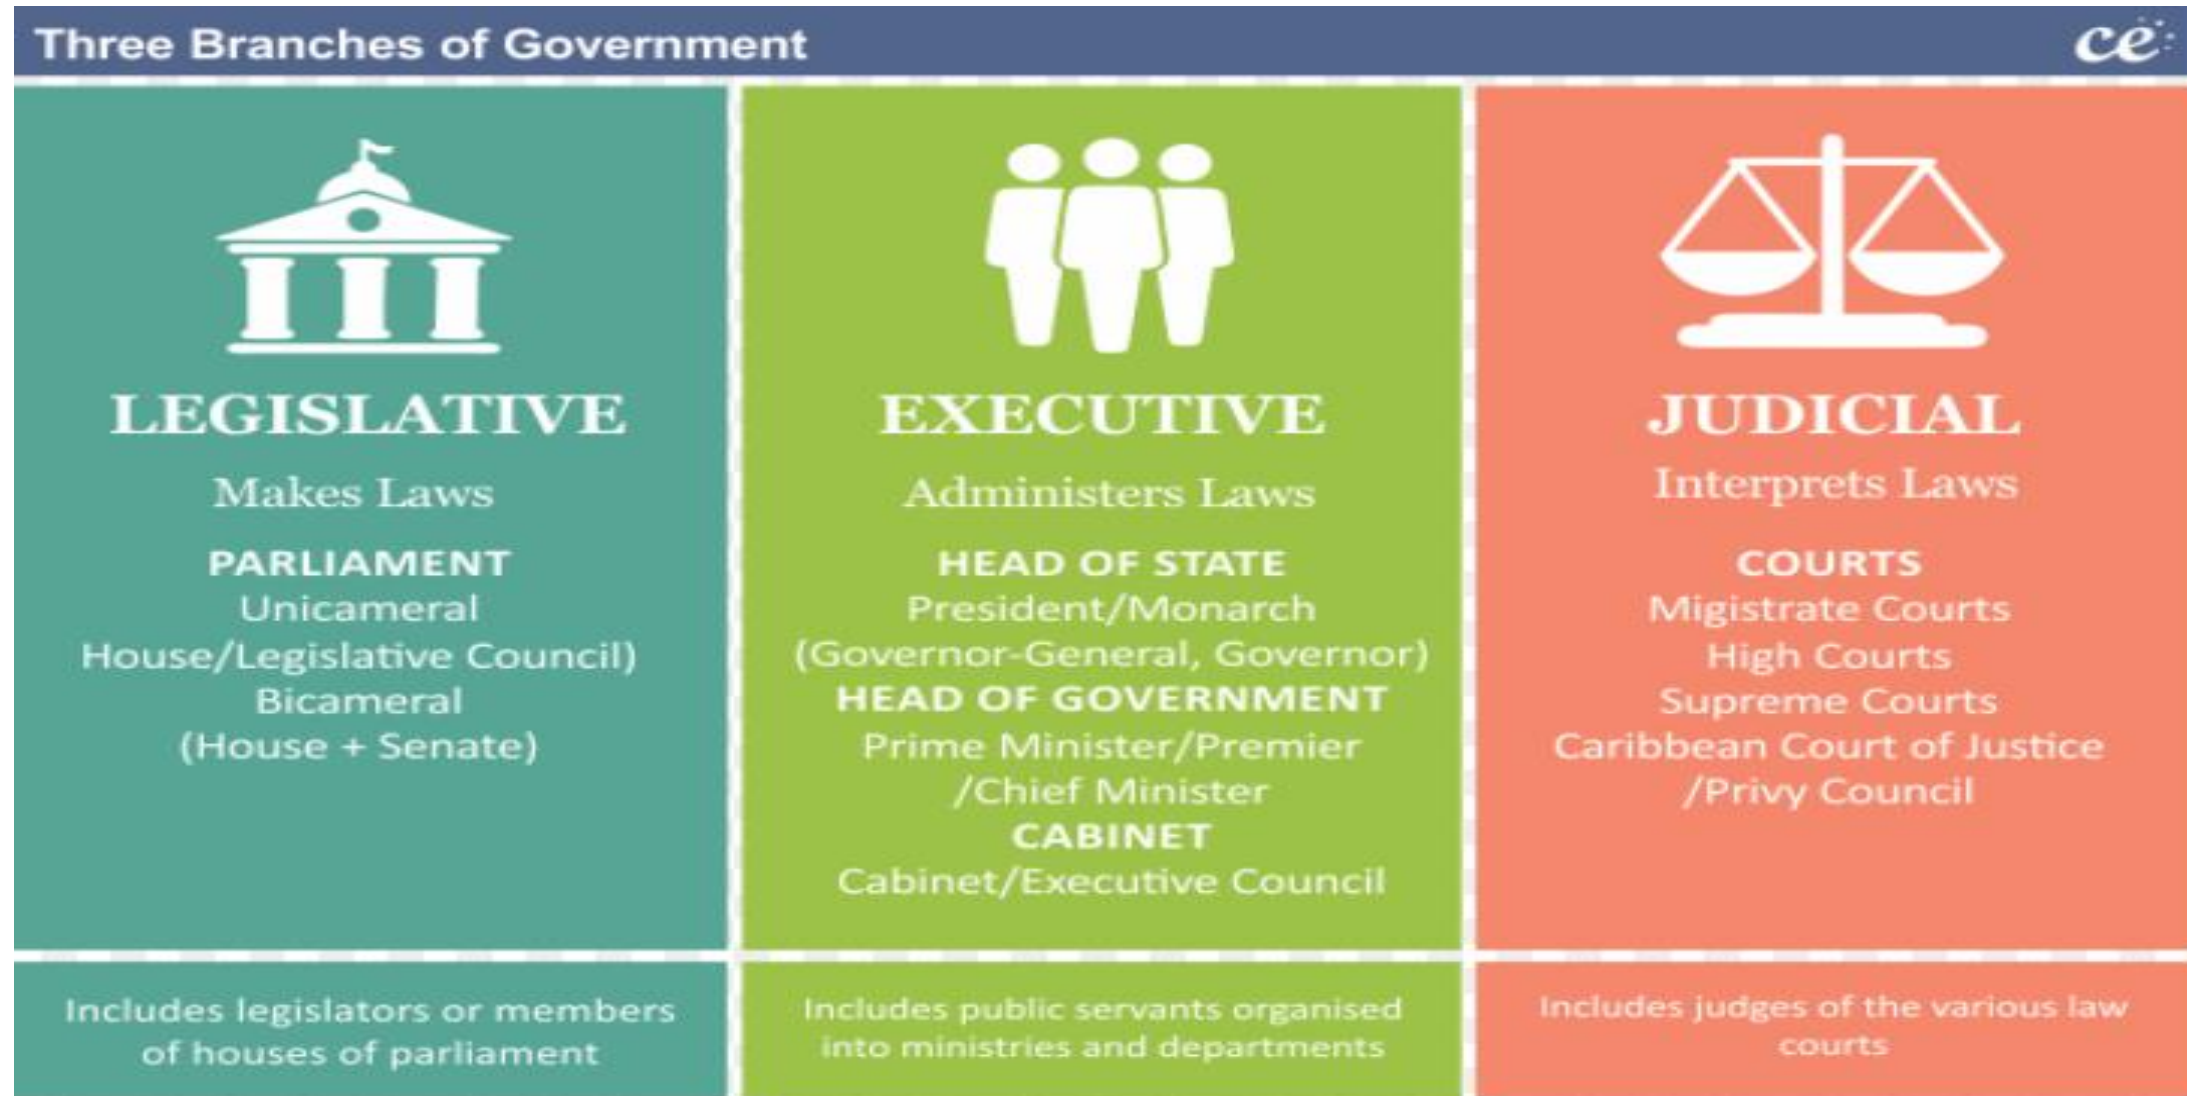 Three Branches of Government
ce
LEGISLATIVE
Makes Laws
PARLIAMENT
Unicameral
House/Legislative Council)
Bicameral
(House + Senate)
Includes legislators or members
of houses of parliament
EXECUTIVE
Administers Laws
HEAD OF STATE
President/Monarch
(Governor-General, Governor)
HEAD OF GOVERNMENT
Prime Minister/Premier
/Chief Minister
CABINET
Cabinet/Executive Council
Includes public servants organised
into ministries and departments
JUDICIAL
Interprets Laws
COURTS
Migistrate Courts
High Courts
Supreme Courts
Caribbean Court of Justice
/Privy Council
Includes judges of the various law
courts